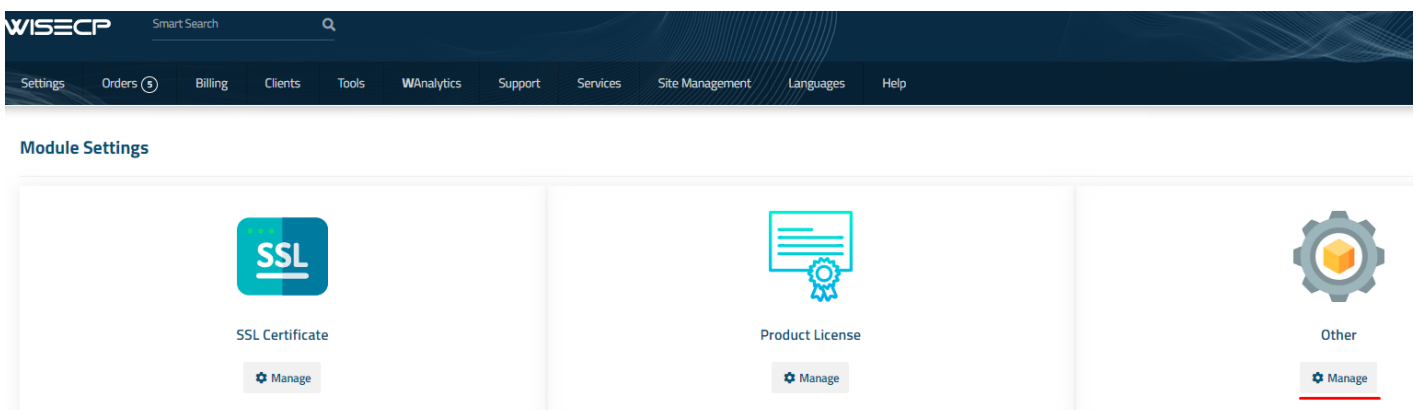 WISECP Smart Search
Settings Orders 5 Billing Clients Tools WAnalytics Support Services Site Management Languages Help
Module Settings
SSL
SSL Certificate Product License Other
Manage Manage Manage